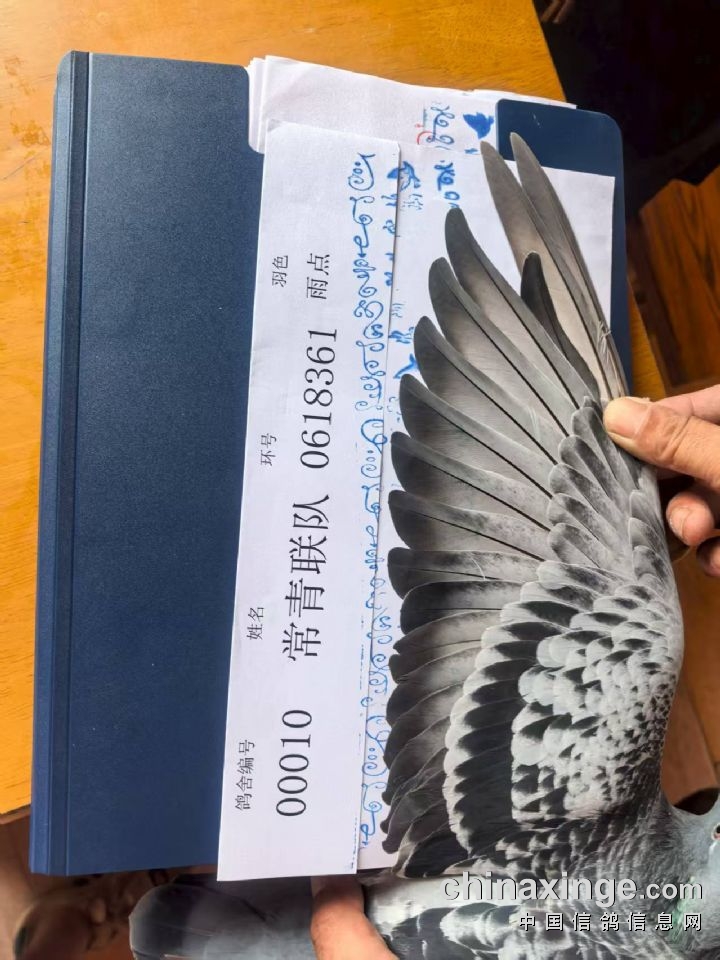 鸽舍编号 姓名 环号 羽色
00010 常青联队 0618361 雨点
chinaxinge.com
中国信鸽信息网